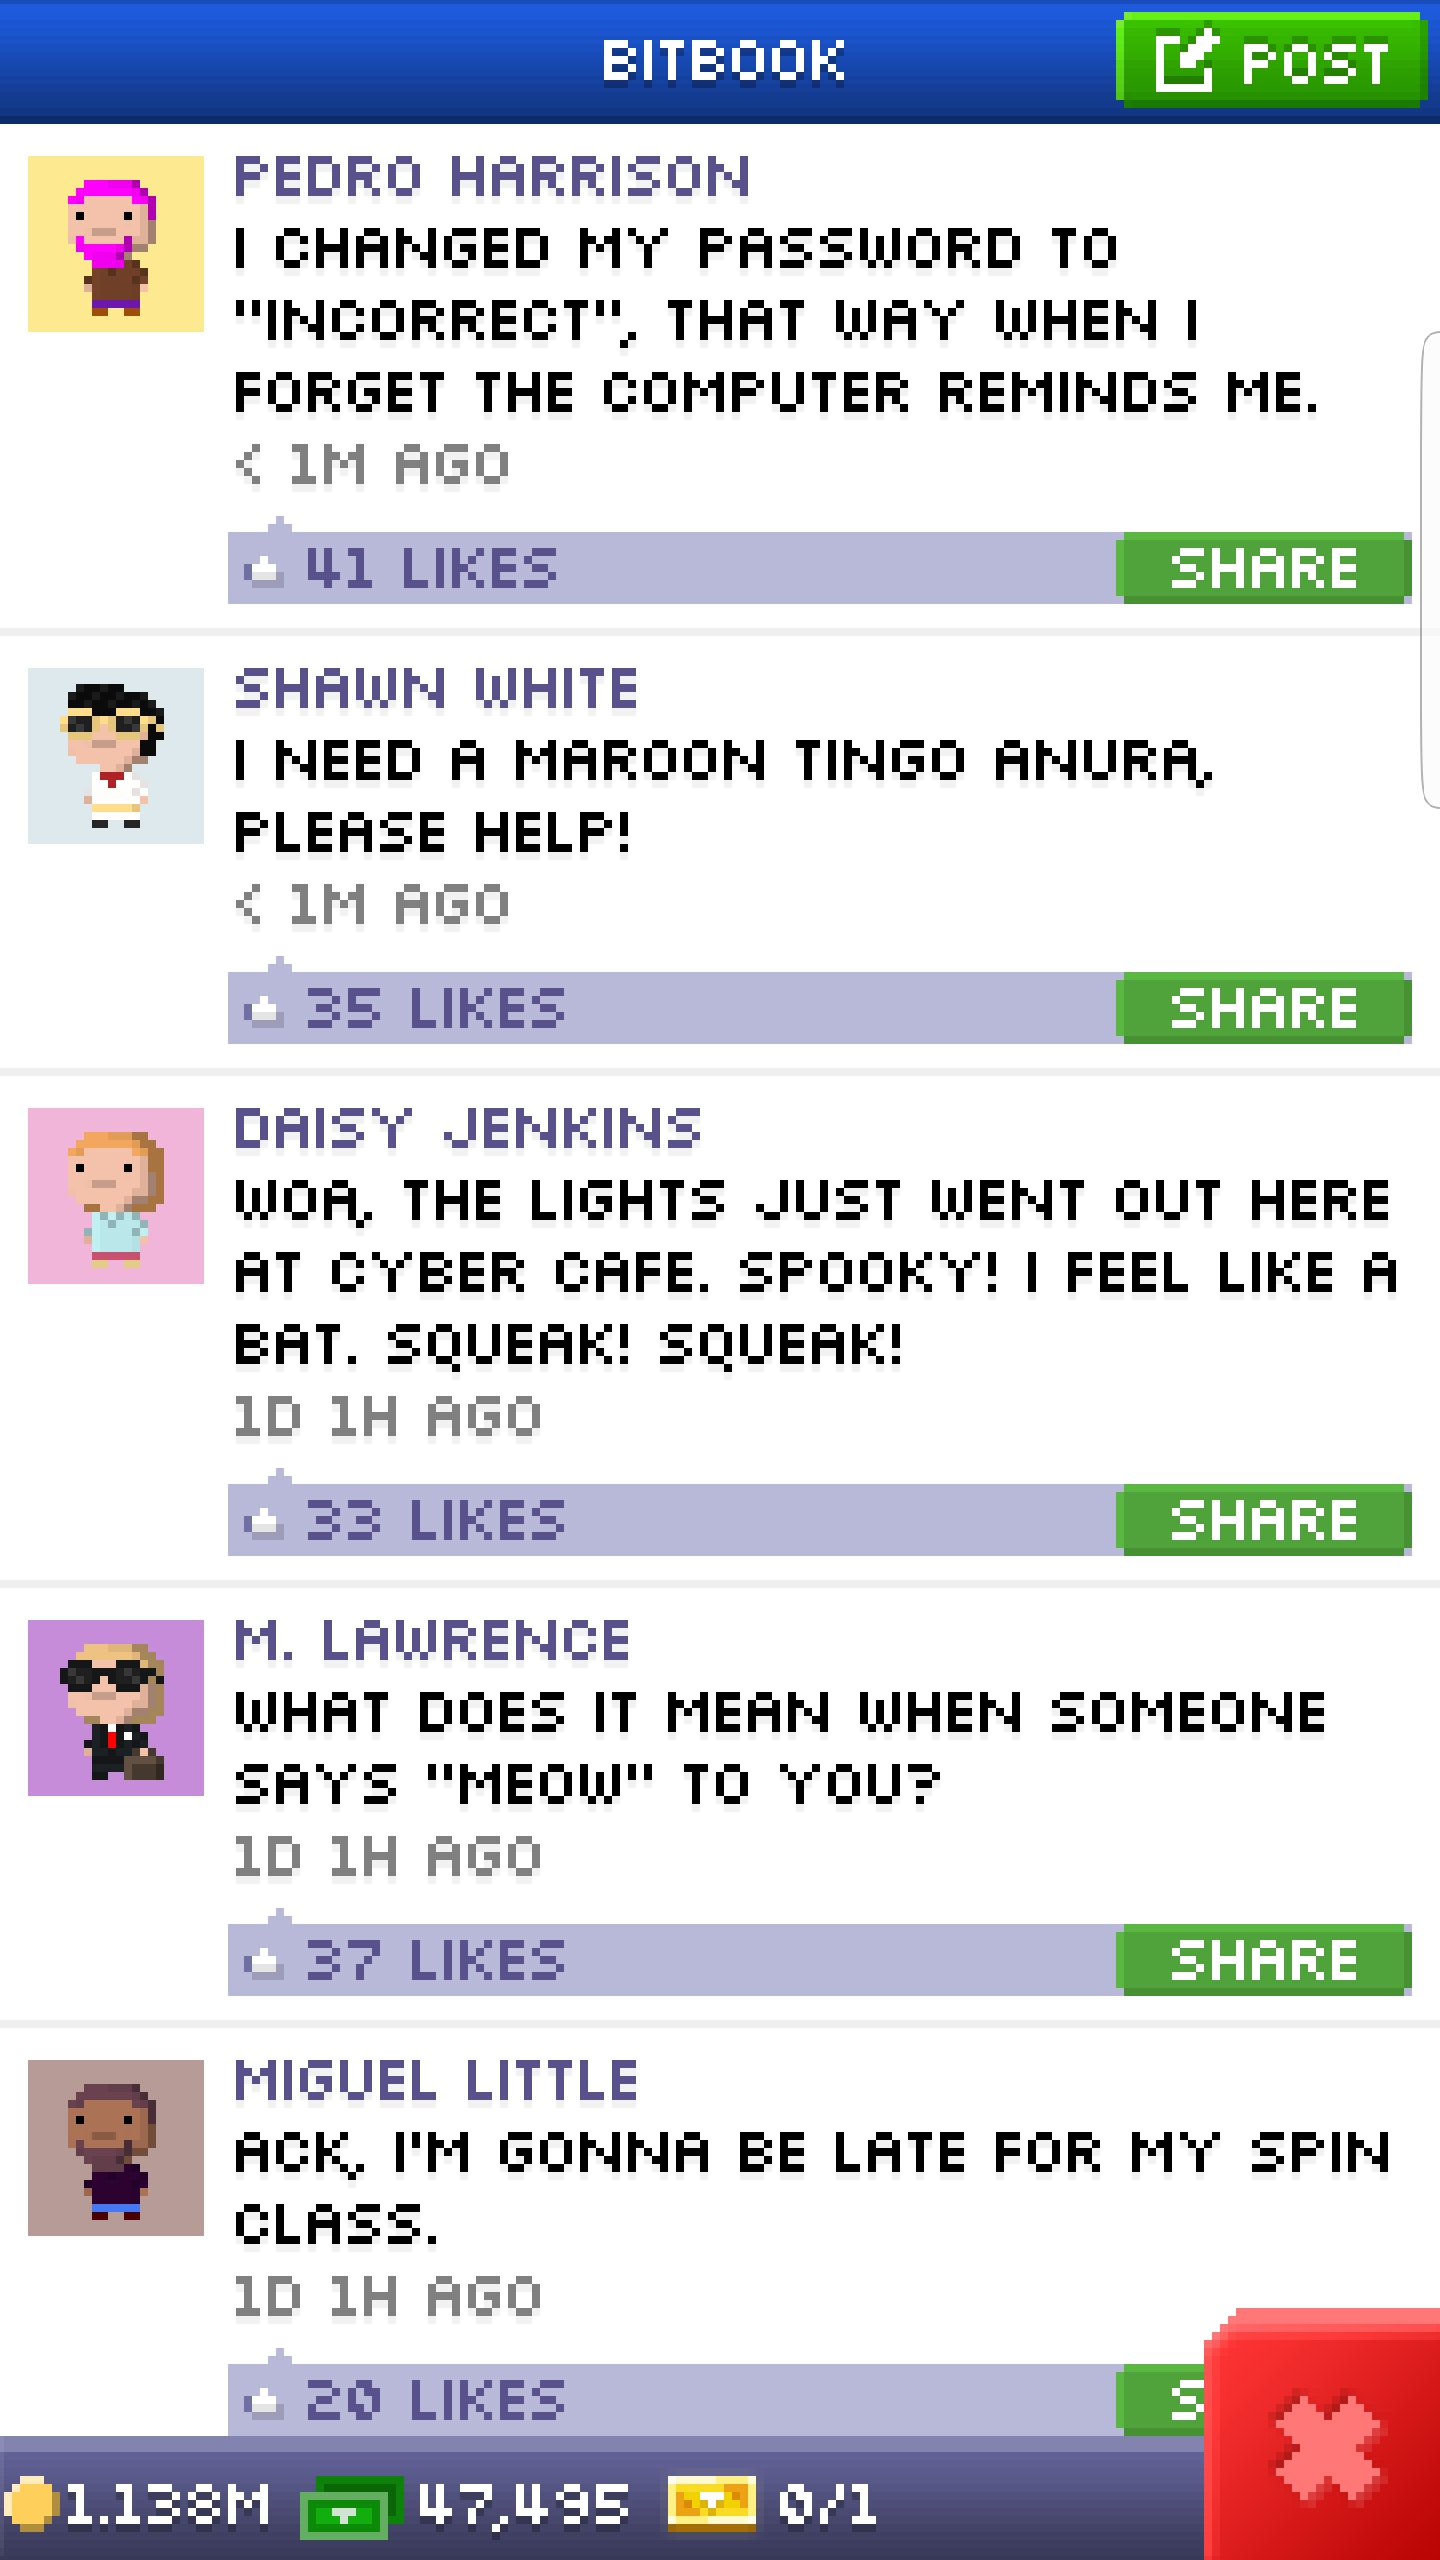 BITBOOK
POST
PEDRO HARRISON
I CHANGED MY PASSWORD TO
"INCORRECT", THAT WAY WHEN I
FORGET THE COMPUTER REMINDS ME.
< 1M AGO
41 LIKES
SHARE
SHAWN WHITE
I NEED A MAROON TINGO ANURA,
PLEASE HELP!
< 1M AGO
35 LIKES
SHARE
DAISY JENKINS
WOA, THE LIGHTS JUST WENT OUT HERE
AT CYBER CAFE. SPOOKY! I FEEL LIKE A
BAT. SQUEAK! SQUEAK!
1D 1H AGO
33 LIKES
SHARE
M. LAWRENCE
WHAT DOES IT MEAN WHEN SOMEONE
SAYS "MEOW" TO YOU?
1D 1H AGO
37 LIKES
SHARE
MIGUEL LITTLE
ACK, I'M GONNA BE LATE FOR MY SPIN
CLASS.
1D 1H AGO
20 LIKES
S
1.138M
47,495
0/1